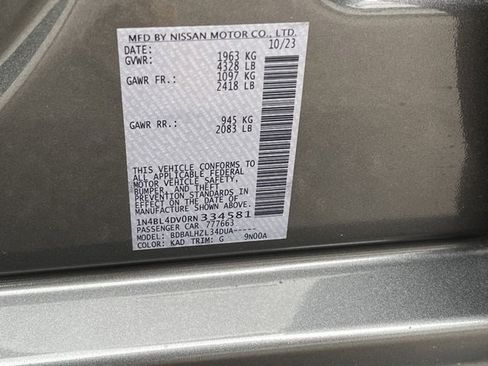 MFD BY NISSAN MOTOR CO., LTD.
DATE: 10/23
GVWR: 1963 KG
4328 LB
GAWR FR.: 1097 KG
2418 LB
GAWR RR.: 945 KG
2083 LB
THIS VEHICLE CONFORMS TO
ALL APPLICABLE FEDERAL
MOTOR VEHICLE SAFETY,
BUMPER, AND THEFT
PREVENTION STANDARDS IN
EFFECT ON THE DATE OF
MANUFACTURE SHOWN ABOVE.
1N4BL4DV0RN334581
PASSENGER CAR 777663
MODEL: BDBALHZL34DUA-----
COLOR: KAD TRIM: G 9N00A